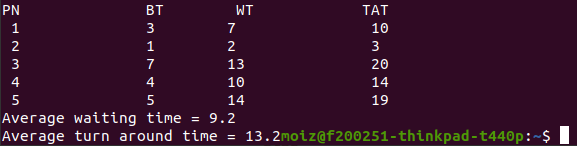 PN BT WT TAT
1 3 7 10
2 1 2 3
3 7 13 20
4 4 10 14
5 5 14 19
Average waiting time = 9.2
Average turn around time = 13.2moiz@f200251-thinkpad-t440p:~$